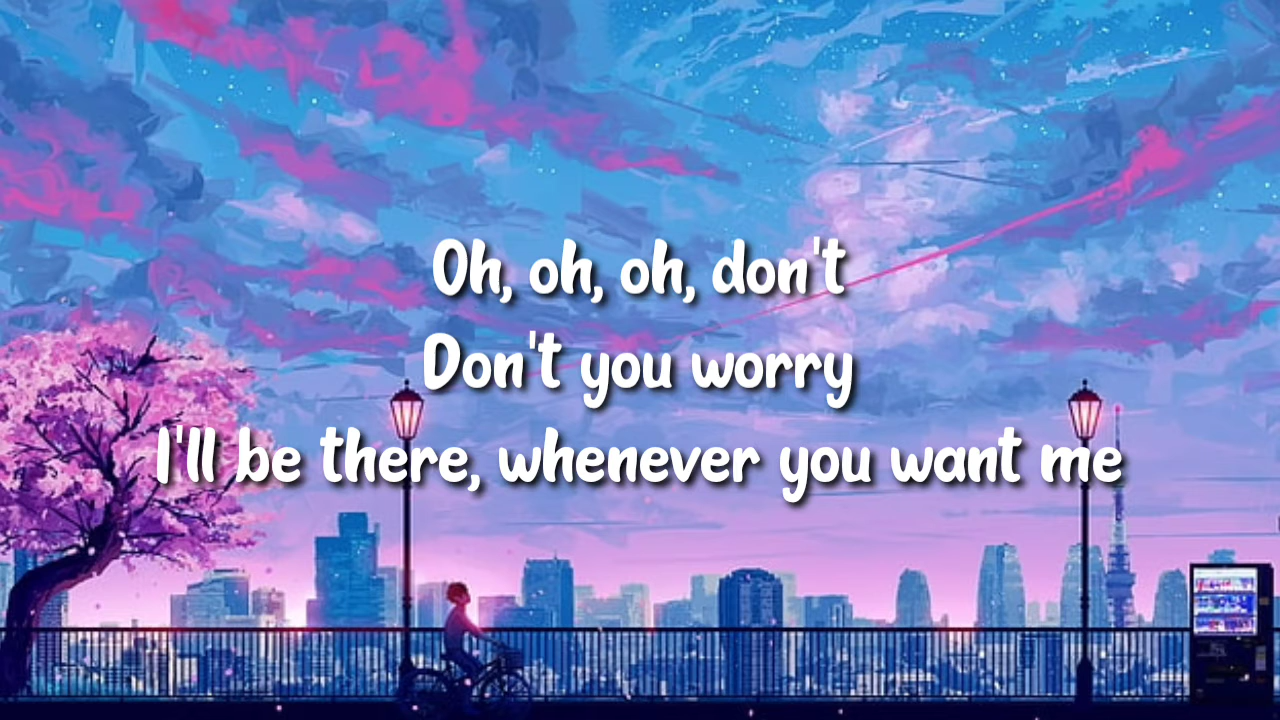 Oh, oh, oh, don't
Don't you worry
I'll be there, whenever you want me